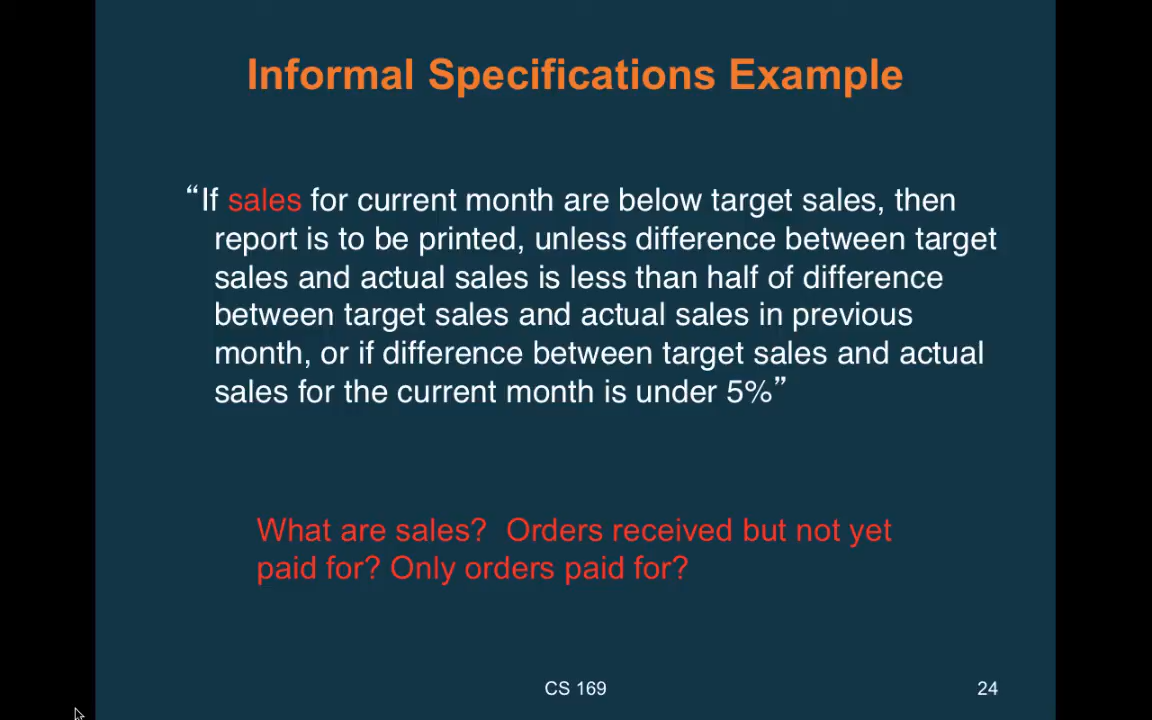 Informal Specifications Example
“If sales for current month are below target sales, then
report is to be printed, unless difference between target
sales and actual sales is less than half of difference
between target sales and actual sales in previous
month, or if difference between target sales and actual
sales for the current month is under 5%”
What are sales?  Orders received but not yet
paid for? Only orders paid for?
CS 169
24